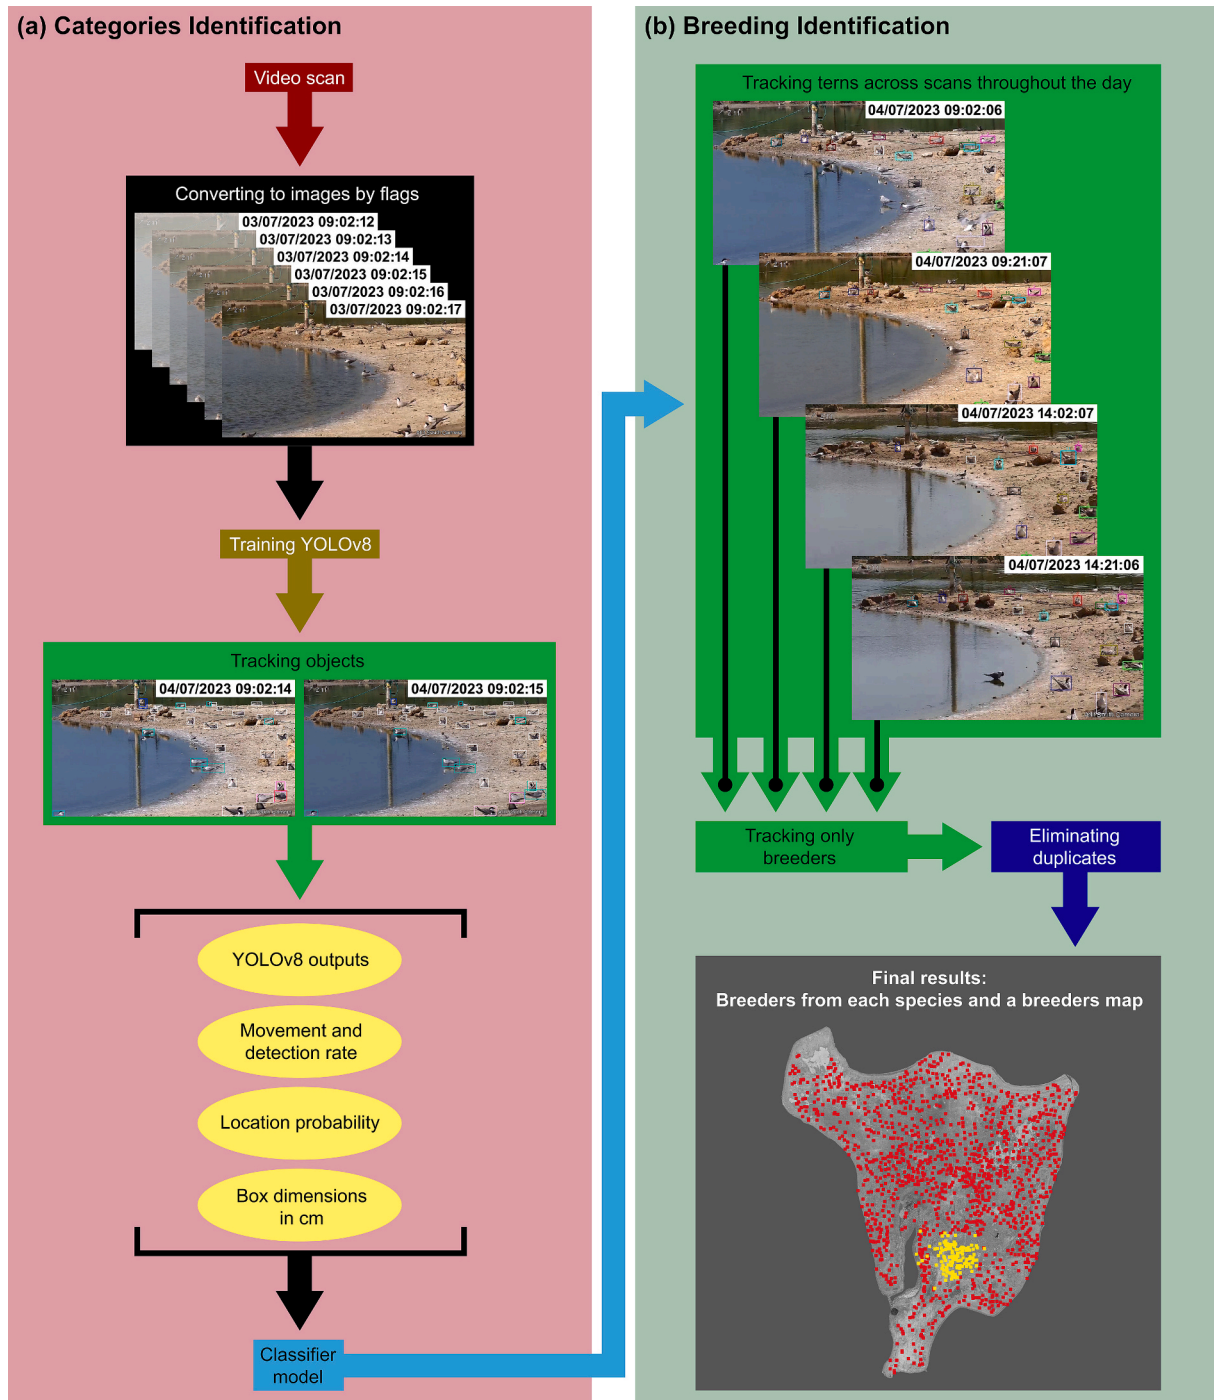 (a) Categories Identification
Video scan
Converting to images by flags
03/07/2023 09:02:12
03/07/2023 09:02:13
03/07/2023 09:02:14
03/07/2023 09:02:15
03/07/2023 09:02:16
03/07/2023 09:02:17
Training YOLOv8
Tracking objects
04/07/2023 09:02:14
04/07/2023 09:02:15
YOLOv8 outputs
Movement and
detection rate
Location probability
Box dimensions
in cm
Classifier
model
(b) Breeding Identification
Tracking terns across scans throughout the day
04/07/2023 09:02:06
04/07/2023 09:21:07
04/07/2023 14:02:07
04/07/2023 14:21:06
Tracking only
breeders
Eliminating
duplicates
Final results:
Breeders from each species and a breeders map